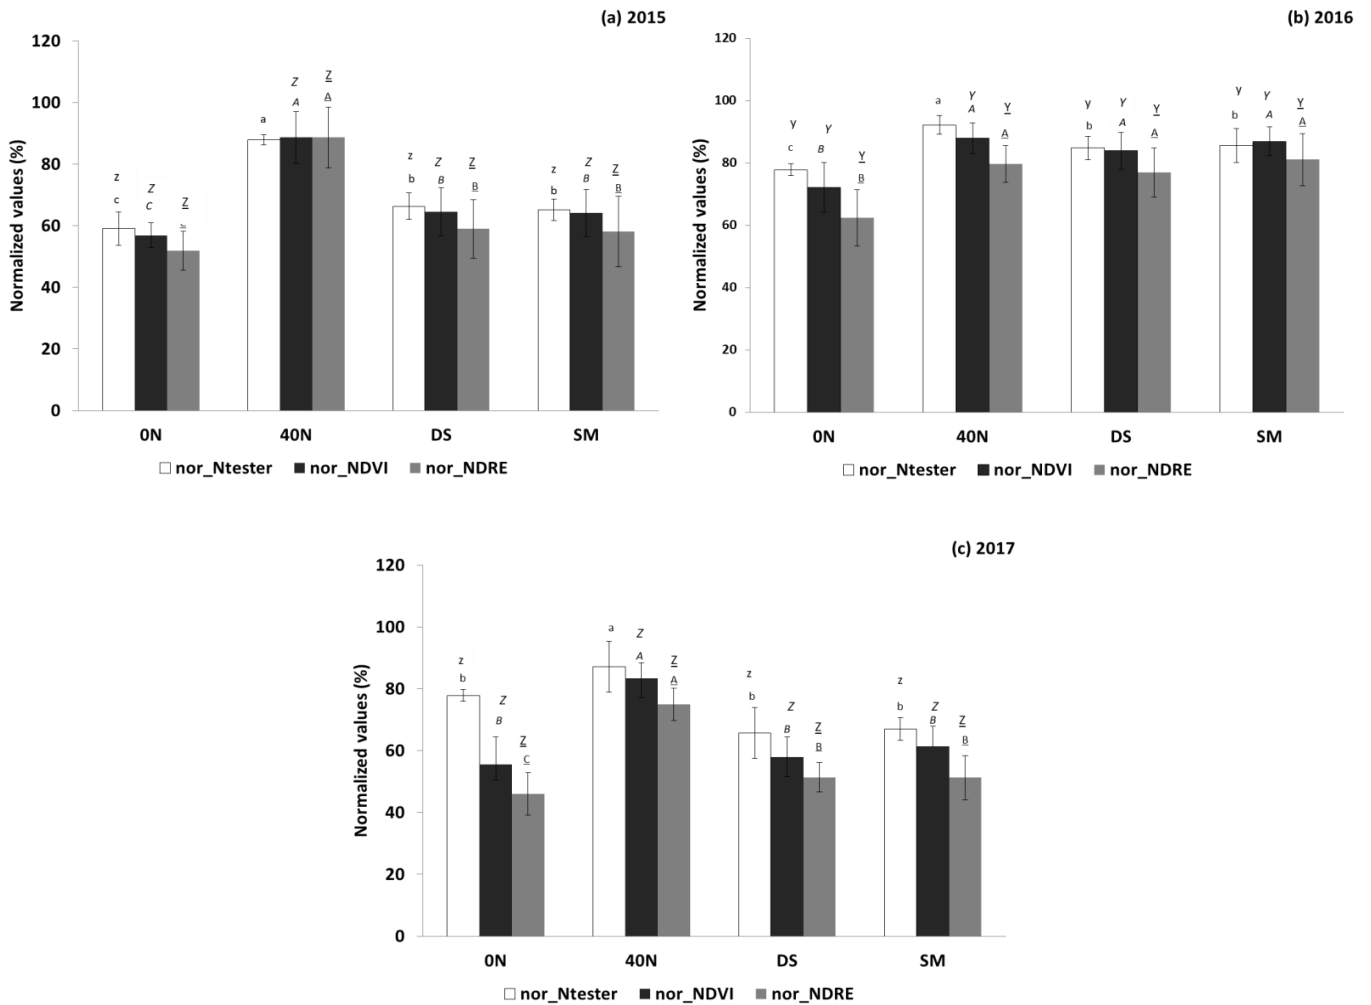 (a) 2015
120
100
80
60
40
20
0
Normalized values (%)
z
c
Z
C
Z
a
Z
A
Z
A
z
b
Z
B
Z
B
z
b
Z
B
Z
B
0N 40N DS SM
nor_Ntester nor_NDVI nor_NDRE
(b) 2016
120
100
80
60
40
20
0
Normalized values (%)
y
c
Y
B
Y
B
a
Y
A
Y
A
y
b
Y
A
Y
A
y
b
Y
A
Y
A
0N 40N DS SM
nor_Ntester nor_NDVI nor_NDRE
(c) 2017
120
100
80
60
40
20
0
Normalized values (%)
z
b
Z
B
Z
C
a
Z
A
Z
A
z
b
Z
B
Z
B
z
b
Z
B
Z
B
0N 40N DS SM
nor_Ntester nor_NDVI nor_NDRE